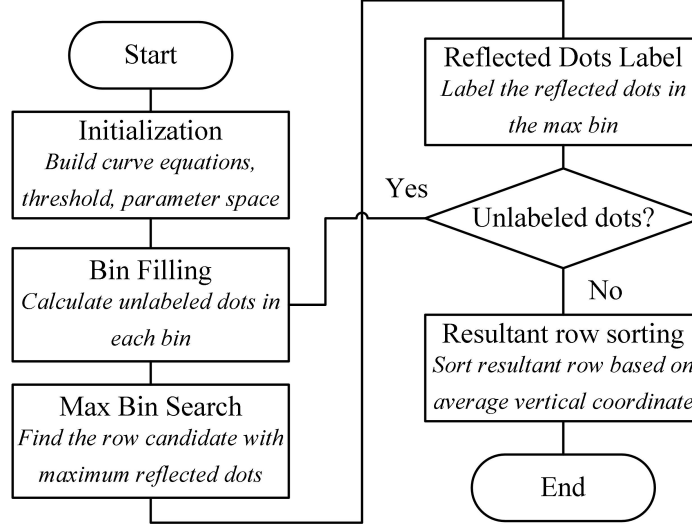 Start
Initialization
Build curve equations,
threshold, parameter space
Bin Filling
Calculate unlabeled dots in
each bin
Max Bin Search
Find the row candidate with
maximum reflected dots
Reflected Dots Label
Label the reflected dots in
the max bin
Yes
Unlabeled dots?
No
Resultant row sorting
Sort resultant row based on
average vertical coordinate
End